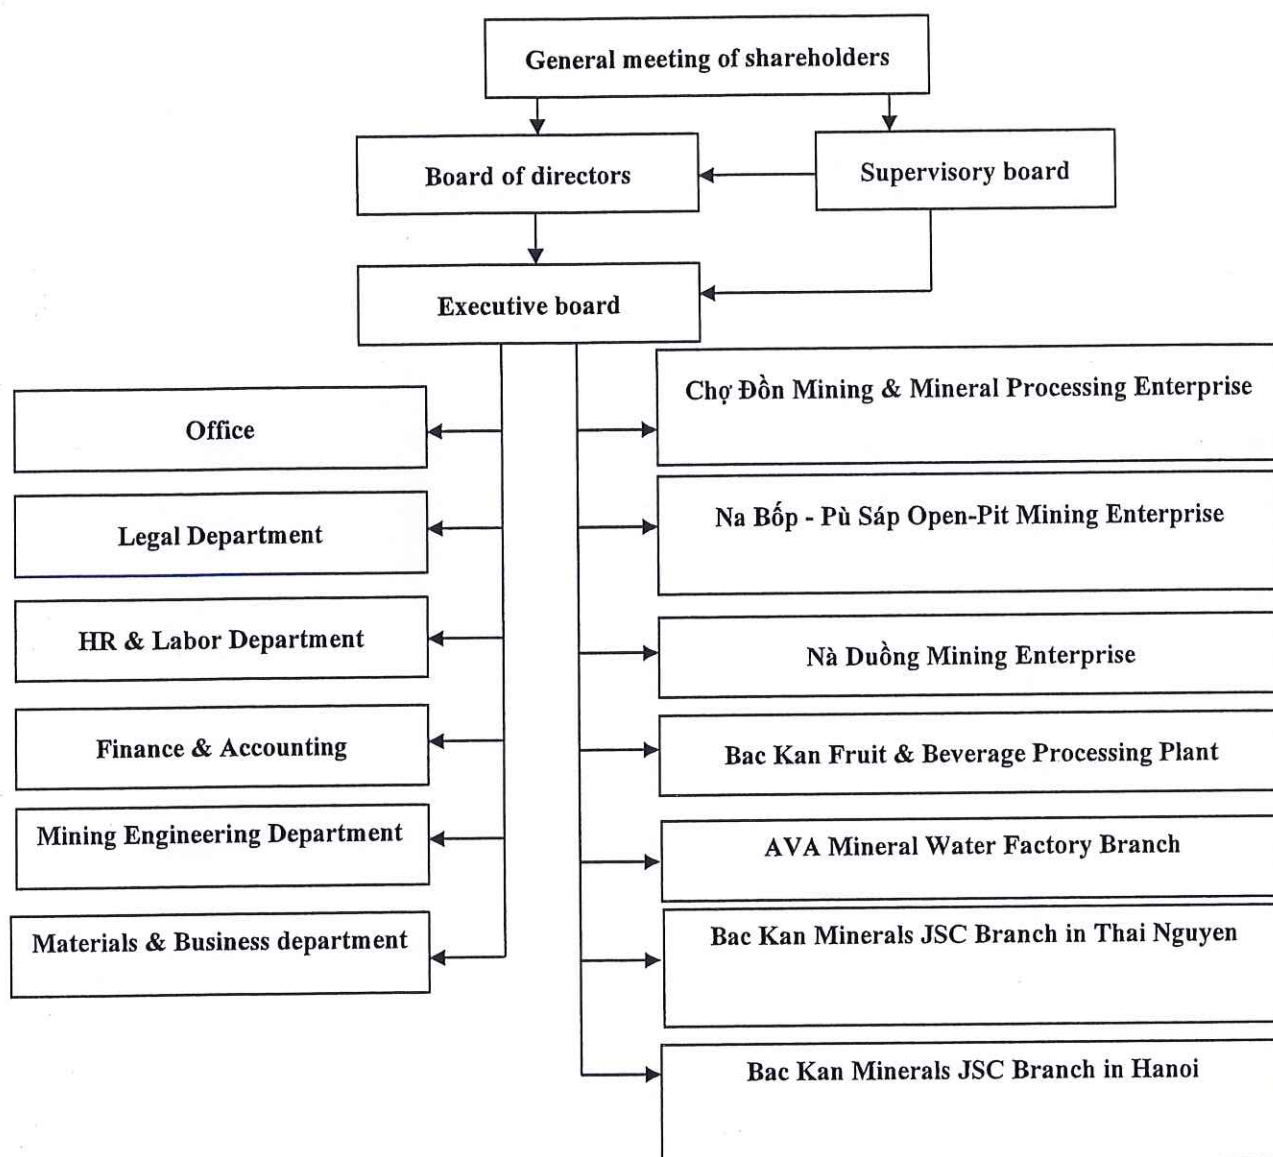 General meeting of shareholders
Board of directors
Supervisory board
Executive board
Office
Legal Department
HR & Labor Department
Finance & Accounting
Mining Engineering Department
Materials & Business department
Chợ Đồn Mining & Mineral Processing Enterprise
Na Bốp - Pù Sáp Open-Pit Mining Enterprise
Nà Duồng Mining Enterprise
Bac Kan Fruit & Beverage Processing Plant
AVA Mineral Water Factory Branch
Bac Kan Minerals JSC Branch in Thai Nguyen
Bac Kan Minerals JSC Branch in Hanoi